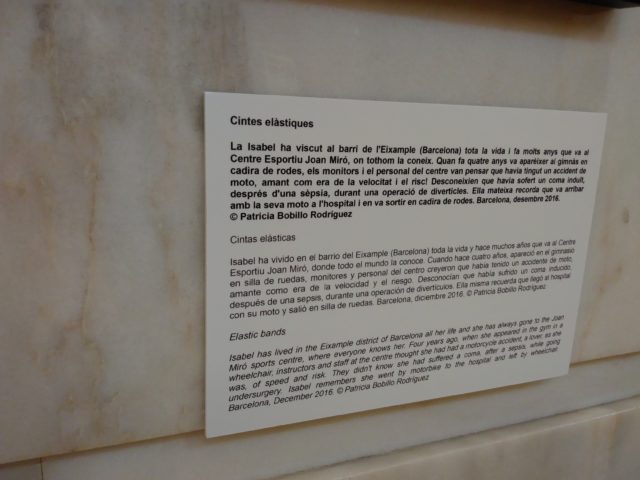 Cintes elàstiques
La Isabel ha viscut al barri de l'Eixample (Barcelona) tota la vida i fa molts anys que va al
Centre Esportiu Joan Miró, on tothom la coneix. Quan fa quatre anys va aparèixer al gimnàs en
cadira de rodes, els monitors i el personal del centre van pensar que havia tingut un accident de
moto, amant com era de la velocitat i el risc! Desconeixien que havia sofert un coma induït,
després d'una sèpsia, durant una operació de diverticles. Ella mateixa recorda que va arribar
amb la seva moto a l'hospital i en va sortir en cadira de rodes. Barcelona, desembre 2016.
© Patricia Bobillo Rodríguez
Cintas elásticas
Isabel ha vivido en el barrio del Eixample (Barcelona) toda la vida y hace muchos años que va al Centre
Esportiu Joan Miró, donde todo el mundo la conoce. Cuando hace cuatro años, apareció en el gimnasio
en silla de ruedas, monitores y personal del centro creyeron que había tenido un accidente de moto,
amante como era de la velocidad y el riesgo. Desconocían que había sufrido un coma inducido,
después de una sepsis, durante una operación de divertículos. Ella misma recuerda que llegó al hospital
con su moto y salió en silla de ruedas. Barcelona, diciembre 2016. © Patricia Bobillo Rodríguez
Elastic bands
Isabel has lived in the Eixample district of Barcelona all her life and she has always gone to the Joan
Miró sports centre, where everyone knows her. Four years ago, when she appeared in the gym in a
wheelchair, instructors and staff at the centre thought she had had a motorcycle accident, a lover, as she
was, of speed and risk. They didn't know she had suffered a coma, after a sepsis, while going
undersurgery. Isabel remembers she went by motorbike to the hospital and left by wheelchair.
Barcelona, December 2016. © Patricia Bobillo Rodríguez